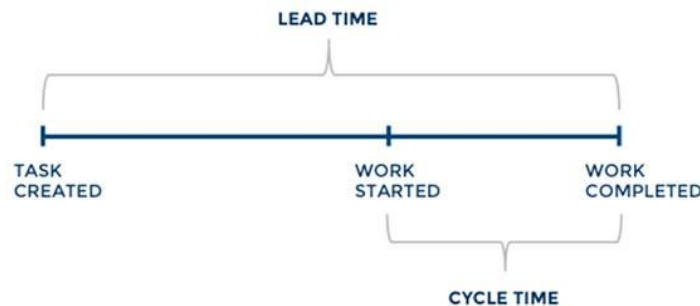 LEAD TIME
TASK
CREATED
WORK
STARTED
WORK
COMPLETED
CYCLE TIME